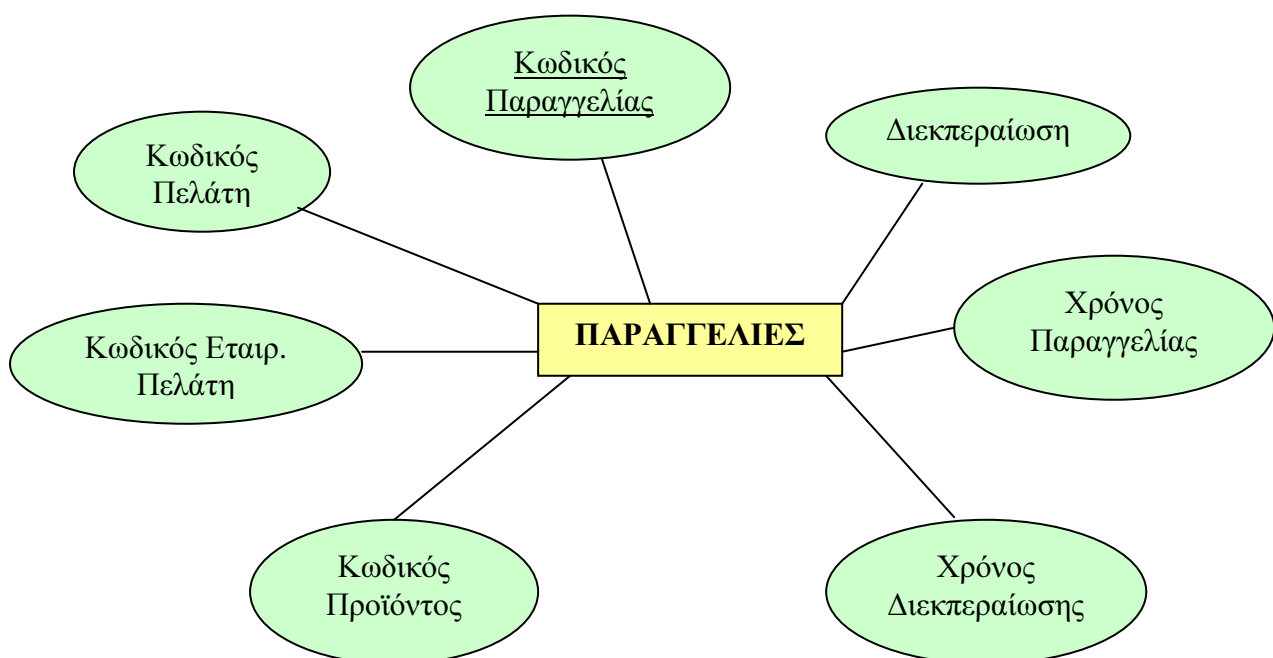 Κωδικός
Παραγγελίας
Διεκπεραίωση
Κωδικός
Πελάτη
Χρόνος
Παραγγελίας
ΠΑΡΑΓΓΕΛΙΕΣ
Κωδικός Εταιρ.
Πελάτη
Κωδικός
Προϊόντος
Χρόνος
Διεκπεραίωσης